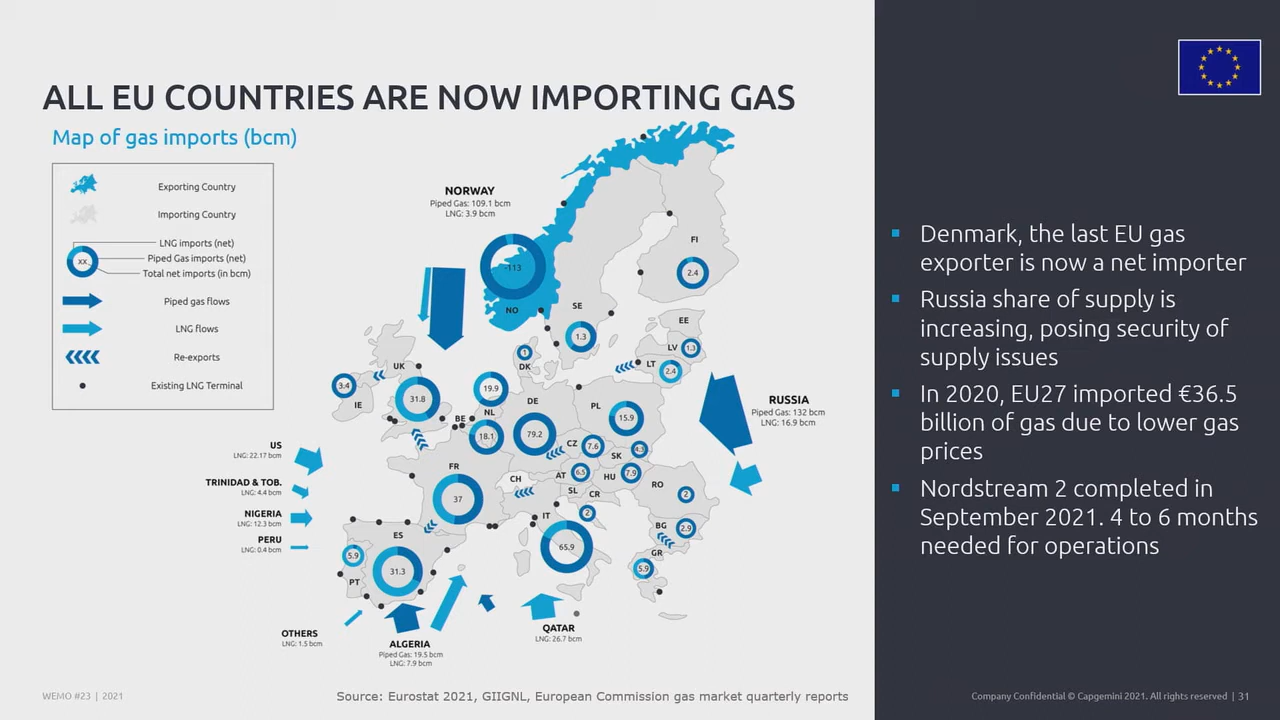 ALL EU COUNTRIES ARE NOW IMPORTING GAS
Map of gas imports (bcm)
Exporting Country
Importing Country
LNG imports (net)
Piped Gas imports (net)
Total net imports (in bcm)
XX
Piped gas flows
LNG flows
Re-exports
Existing LNG Terminal
NORWAY
Piped Gas: 109.1 bcm
LNG: 3.9 bcm
-113
NO
FI
2.4
SE
1.3
EE
LV
1.3
LT
2.4
1
DK
UK
31.8
3.4
IE
19.9
NL
BE
18.1
DE
79.2
PL
15.9
CZ
7.6
SK
4.3
AT
6.5
HU
7.9
FR
37
CH
SL
CR
2
RO
2
BG
2.9
GR
5.9
IT
65.9
ES
31.3
5.9
PT
RUSSIA
Piped Gas: 132 bcm
LNG: 16.9 bcm
US
LNG: 22.17 bcm
TRINIDAD & TOB.
LNG: 4.4 bcm
NIGERIA
LNG: 12.3 bcm
PERU
LNG: 0.4 bcm
OTHERS
LNG: 1.5 bcm
ALGERIA
Piped Gas: 19.5 bcm
LNG: 7.9 bcm
QATAR
LNG: 26.7 bcm
Denmark, the last EU gas
exporter is now a net importer
Russia share of supply is
increasing, posing security of
supply issues
In 2020, EU27 imported €36.5
billion of gas due to lower gas
prices
Nordstream 2 completed in
September 2021. 4 to 6 months
needed for operations
WEMO #23 | 2021
Source: Eurostat 2021, GIIGNL, European Commission gas market quarterly reports
Company Confidential © Capgemini 2021. All rights reserved | 31